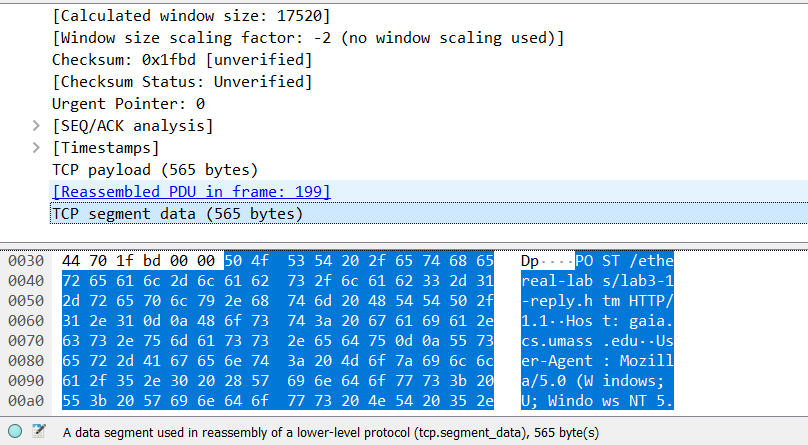 [Calculated window size: 17520]
[Window size scaling factor: -2 (no window scaling used)]
Checksum: 0x1fbd [unverified]
[Checksum Status: Unverified]
Urgent Pointer: 0
[SEQ/ACK analysis]
[Timestamps]
TCP payload (565 bytes)
[Reassembled PDU in frame: 199]
TCP segment data (565 bytes)
0030 44 70 1f bd 00 00 50 4f 53 54 20 2f 65 74 68 65 Dp····PO ST /ethe
0040 72 65 61 6c 2d 6c 61 62 73 2f 6c 61 62 33 2d 31 real-lab s/lab3-1
0050 2d 72 65 70 6c 79 2e 68 74 6d 20 48 54 54 50 2f -reply.h tm HTTP/
0060 31 2e 31 0d 0a 48 6f 73 74 3a 20 67 61 69 61 2e 1.1··Hos t: gaia.
0070 63 73 2e 75 6d 61 73 73 2e 65 64 75 0d 0a 55 73 cs.umass .edu··Us
0080 65 72 2d 41 67 65 6e 74 3a 20 4d 6f 7a 69 6c 6c er-Agent : Mozill
0090 61 2f 35 2e 30 20 28 57 69 6e 64 6f 77 73 3b 20 a/5.0 (W indows;
00a0 55 3b 20 57 69 6e 64 6f 77 73 20 4e 54 20 35 2e U; Windo ws NT 5.
A data segment used in reassembly of a lower-level protocol (tcp.segment_data), 565 byte(s)